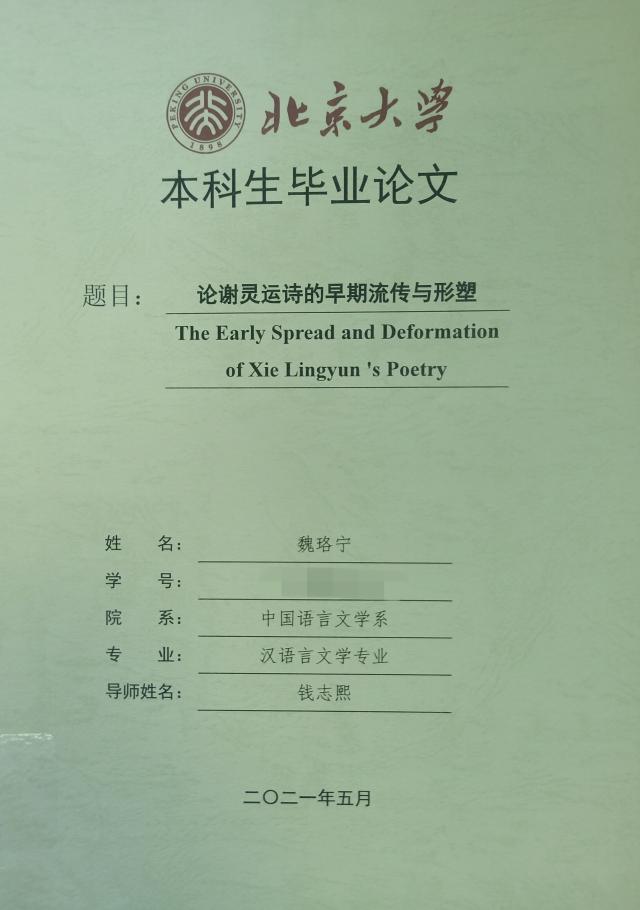 PEKING UNIVERSITY
1898
北京大学
本科生毕业论文
题目： 论谢灵运诗的早期流传与形塑
The Early Spread and Deformation
of Xie Lingyun 's Poetry
姓 名： 魏珞宁
学 号：
院 系： 中国语言文学系
专 业： 汉语言文学专业
导师姓名： 钱志熙
二〇二一年五月